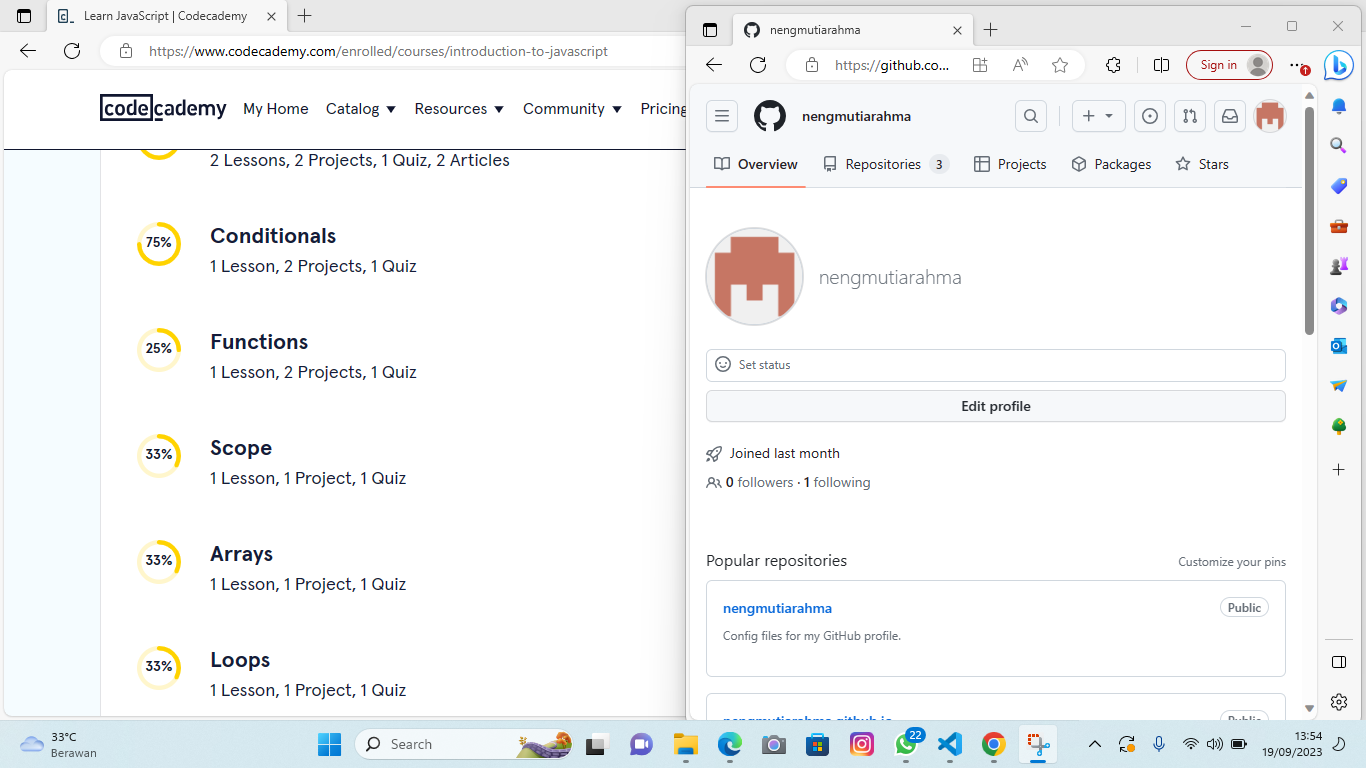 Learn JavaScript | Codecademy
https://www.codecademy.com/enrolled/courses/introduction-to-javascript
codecademy My Home Catalog Resources Community Pricing
2 Lessons, 2 Projects, 1 Quiz, 2 Articles
75%
Conditionals
1 Lesson, 2 Projects, 1 Quiz
25%
Functions
1 Lesson, 2 Projects, 1 Quiz
33%
Scope
1 Lesson, 1 Project, 1 Quiz
33%
Arrays
1 Lesson, 1 Project, 1 Quiz
33%
Loops
1 Lesson, 1 Project, 1 Quiz
nengmutiarahma
https://github.co... Sign in
nengmutiarahma
Overview Repositories 3 Projects Packages Stars
nengmutiarahma
Set status
Edit profile
Joined last month
0 followers · 1 following
Popular repositories Customize your pins
nengmutiarahma Public
Config files for my GitHub profile.
nengmutiarahma.github.io Public
33°C
Berawan
Search
22
13:54
19/09/2023